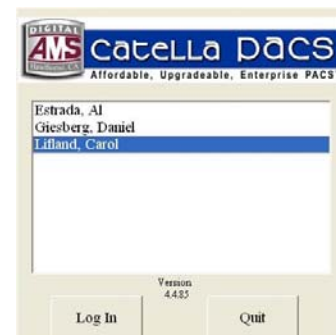 DIGITAL
AMS
Catella PACS
Affordable, Upgradeable, Enterprise PACS
Estrada, Al
Giesberg, Daniel
Lifland, Carol
Version
4.4.85
Log In
Quit